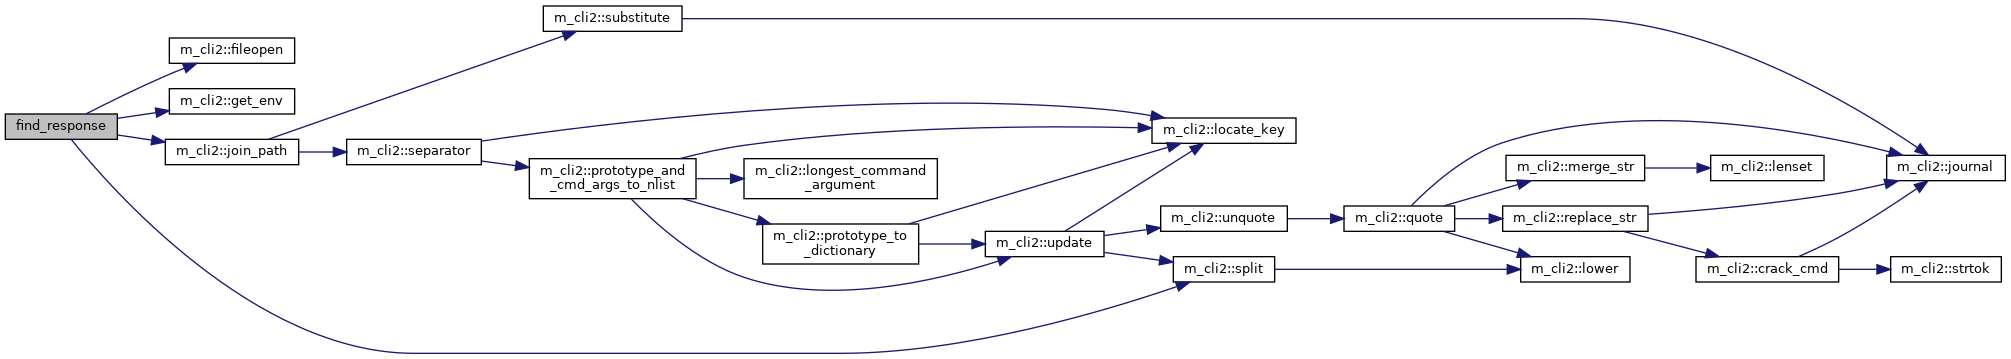 m_cli2::substitute
m_cli2::fileopen
m_cli2::get_env
find_response
m_cli2::join_path
m_cli2::separator
m_cli2::prototype_and
_cmd_args_to_nlist
m_cli2::longest_command
_argument
m_cli2::prototype_to
_dictionary
m_cli2::update
m_cli2::locate_key
m_cli2::unquote
m_cli2::split
m_cli2::quote
m_cli2::merge_str
m_cli2::replace_str
m_cli2::lower
m_cli2::lenset
m_cli2::crack_cmd
m_cli2::journal
m_cli2::strtok